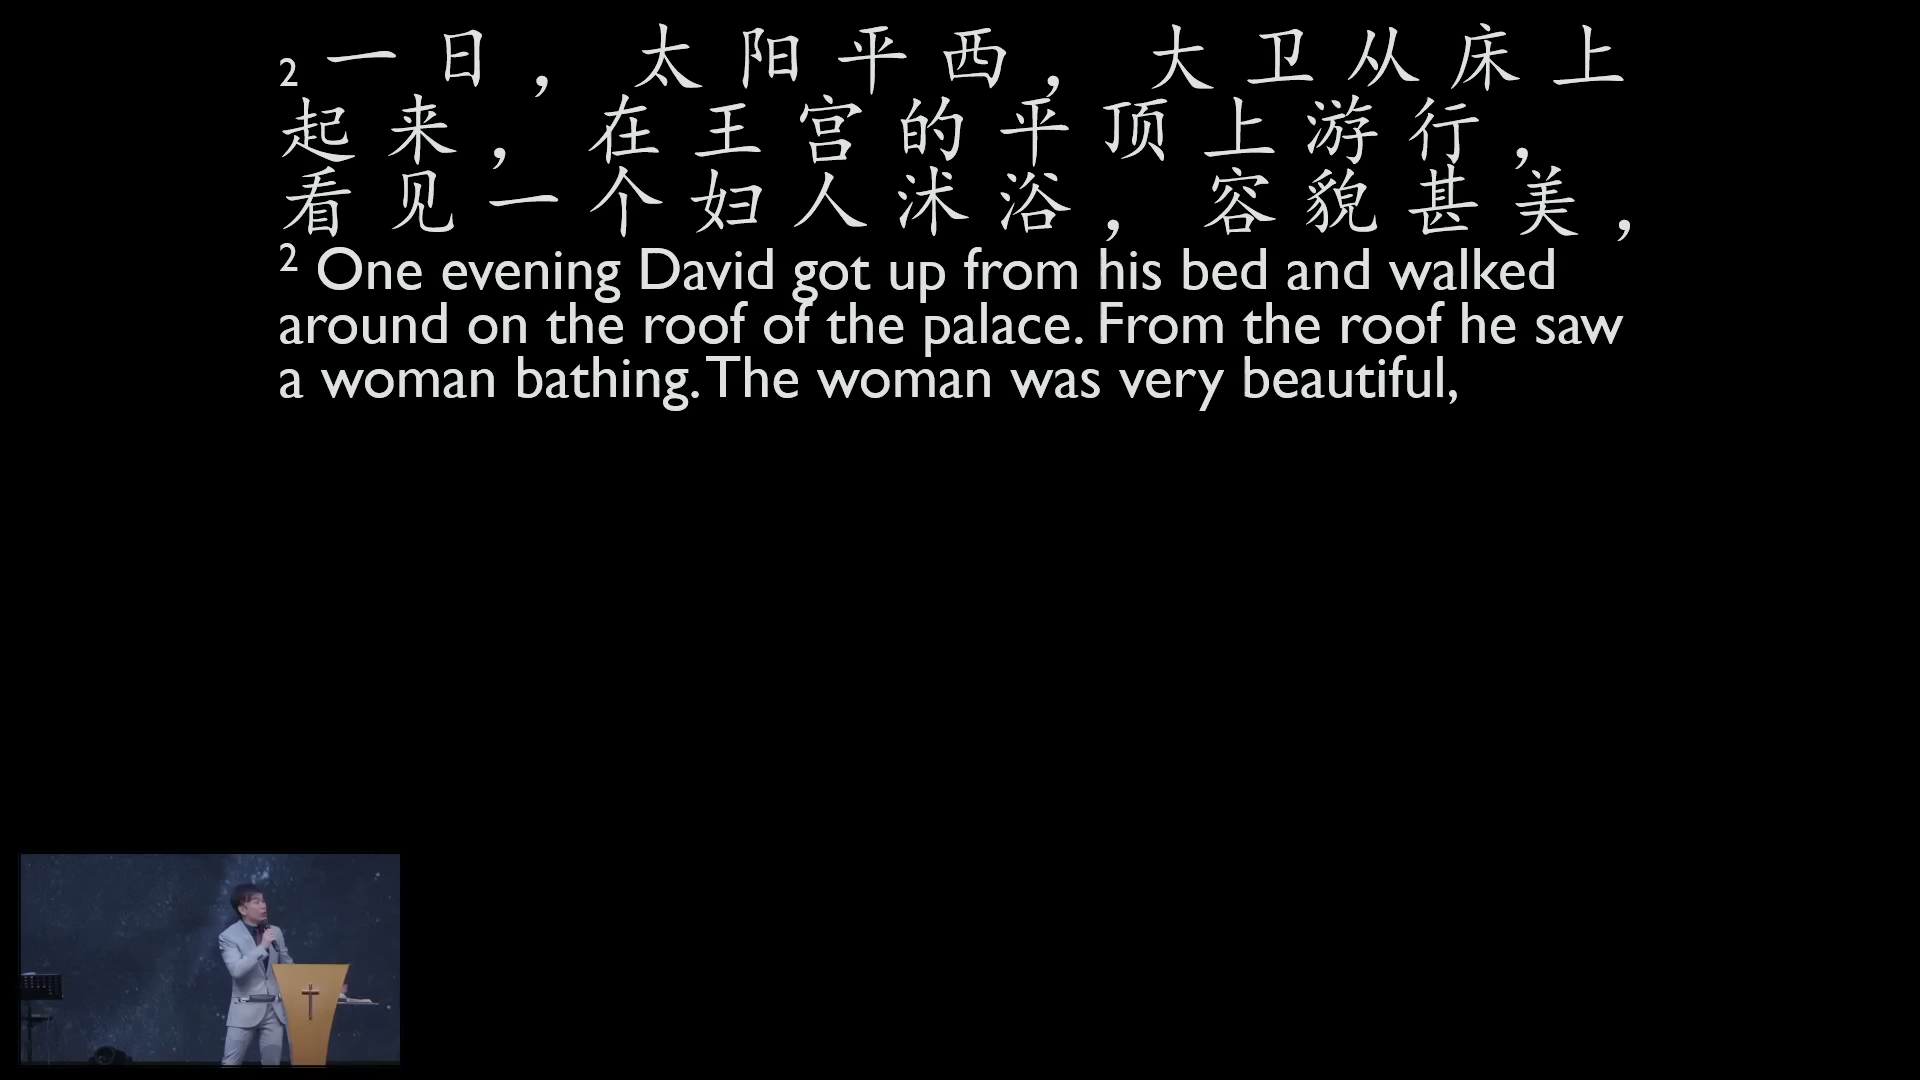 2 一日，太阳平西，大卫从床上
起来，在王宫的平顶上游行，
看见一个妇人沭浴，容貌甚美，
2 One evening David got up from his bed and walked
around on the roof of the palace. From the roof he saw
a woman bathing. The woman was very beautiful,